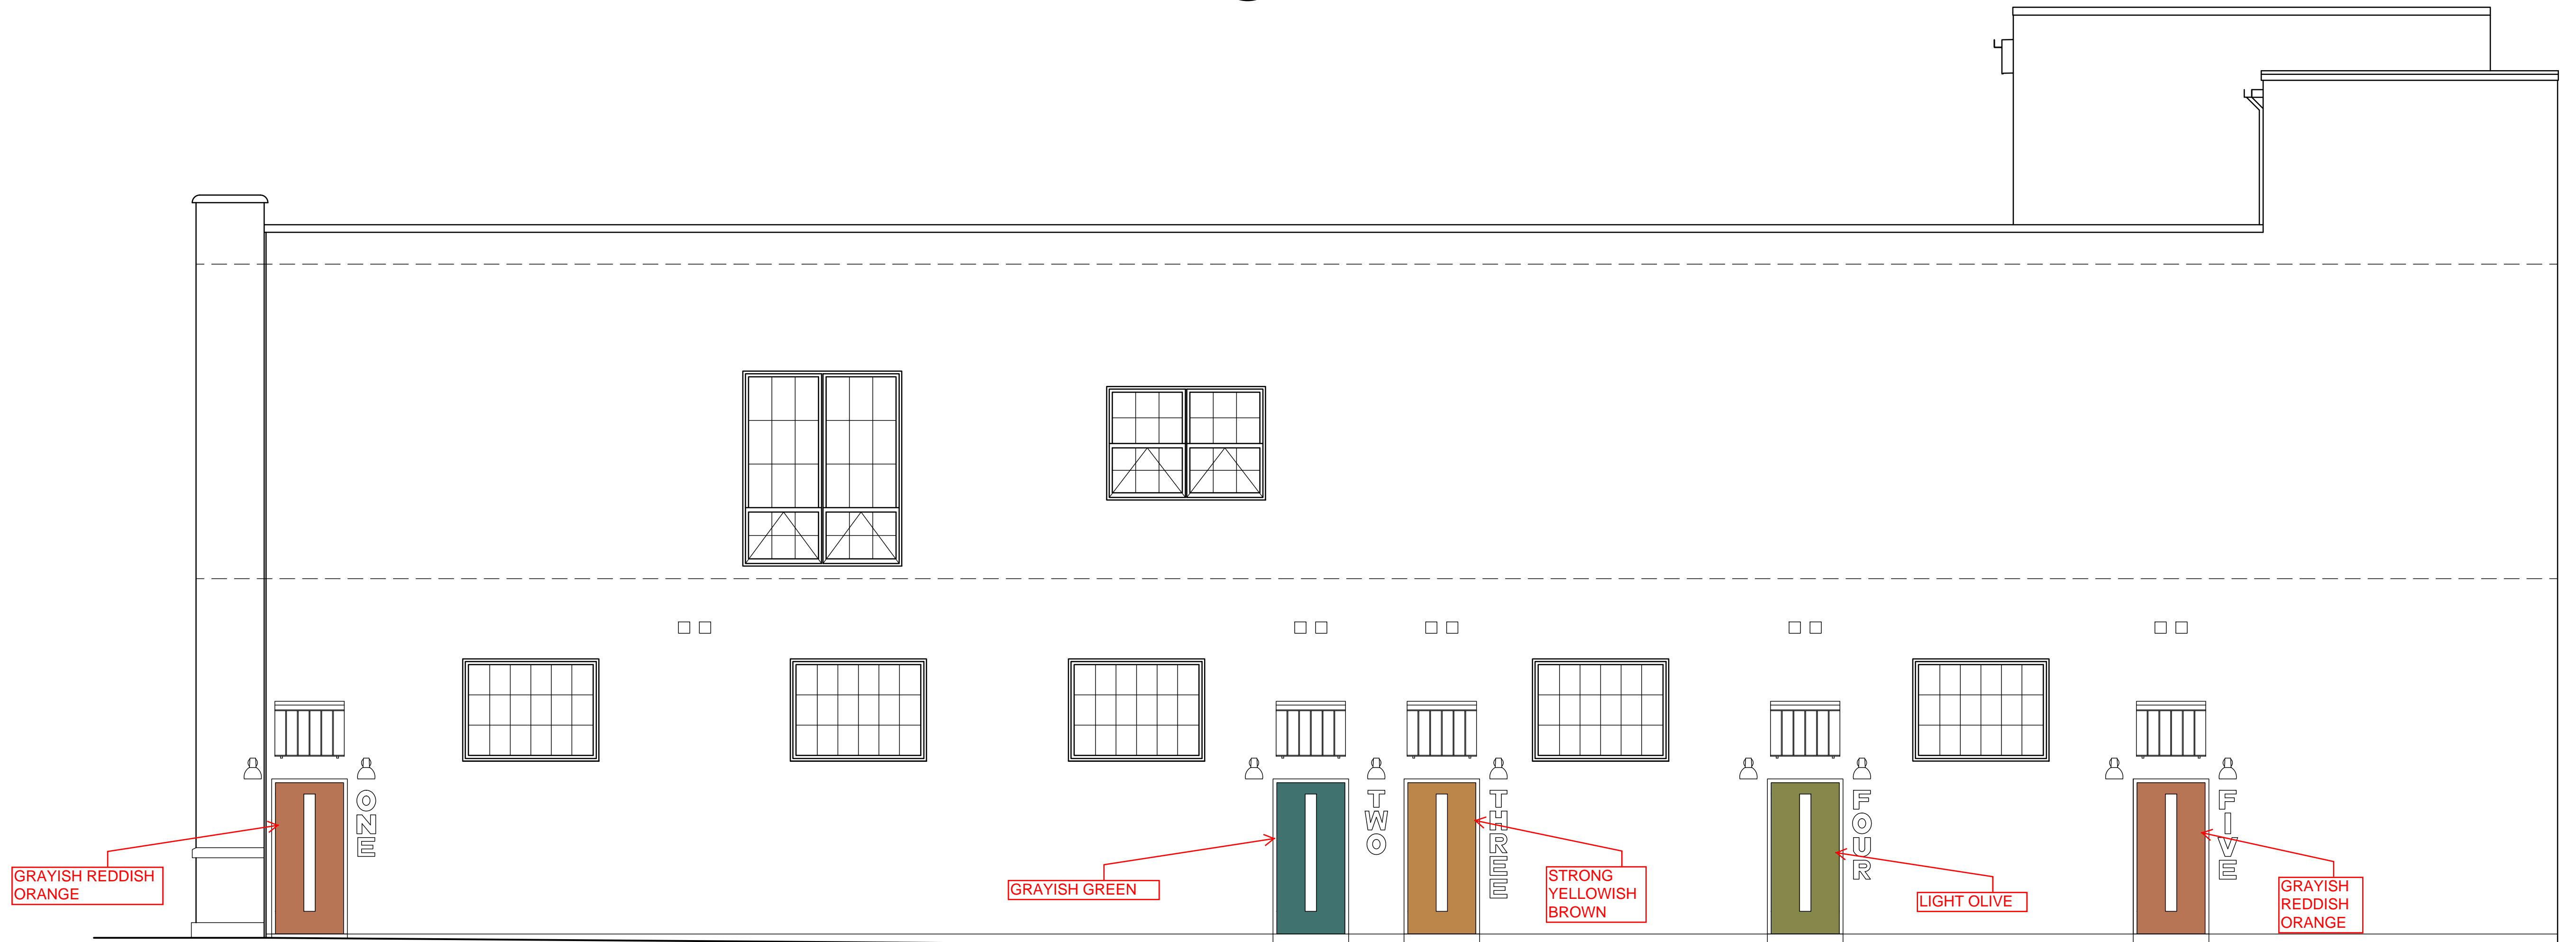 ONE
TWO
THREE
FOUR
FIVE
GRAYISH REDDISH
ORANGE
GRAYISH GREEN
STRONG
YELLOWISH
BROWN
LIGHT OLIVE
GRAYISH
REDDISH
ORANGE